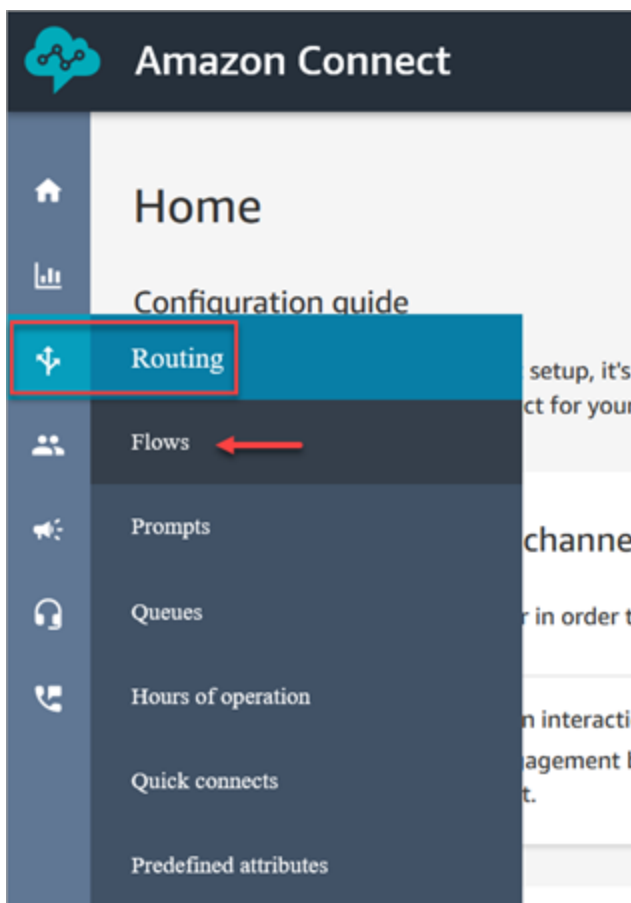 Amazon Connect
Home
Configuration guide
Routing
setup, it's
ct for your
Flows
Prompts
channe
Queues
r in order t
Hours of operation
n interacti
agement b
Quick connects
t.
Predefined attributes